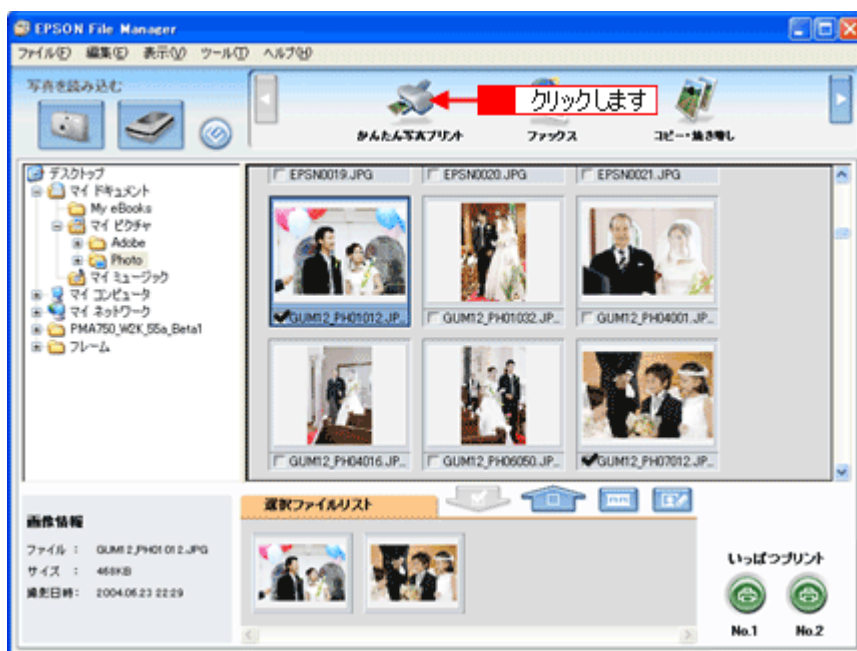 EPSON File Manager
ファイル(F) 編集(E) 表示(V) ツール(T) ヘルプ(H)
写真を読み込む
クリックします
かんたん写真プリント
ファックス
コピー・焼き増し
デスクトップ
マイ ドキュメント
My eBooks
マイ ピクチャ
Adobe
Photo
マイ ミュージック
マイ コンピュータ
マイ ネットワーク
PMA750_W2K_S5a_Beta1
フレーム
EPSN0019.JPG
EPSN0020.JPG
EPSN0021.JPG
GUM12_PH01012.JP...
GUM12_PH01032.JP...
GUM12_PH04001.JP...
GUM12_PH04016.JP...
GUM12_PH06050.JP...
GUM12_PH07012.JP...
選択ファイルリスト
画像情報
ファイル : GUM12_PH01012.JPG
サイズ : 468KB
撮影日時: 2004.06.23 22:29
いっぱつプリント
No.1
No.2